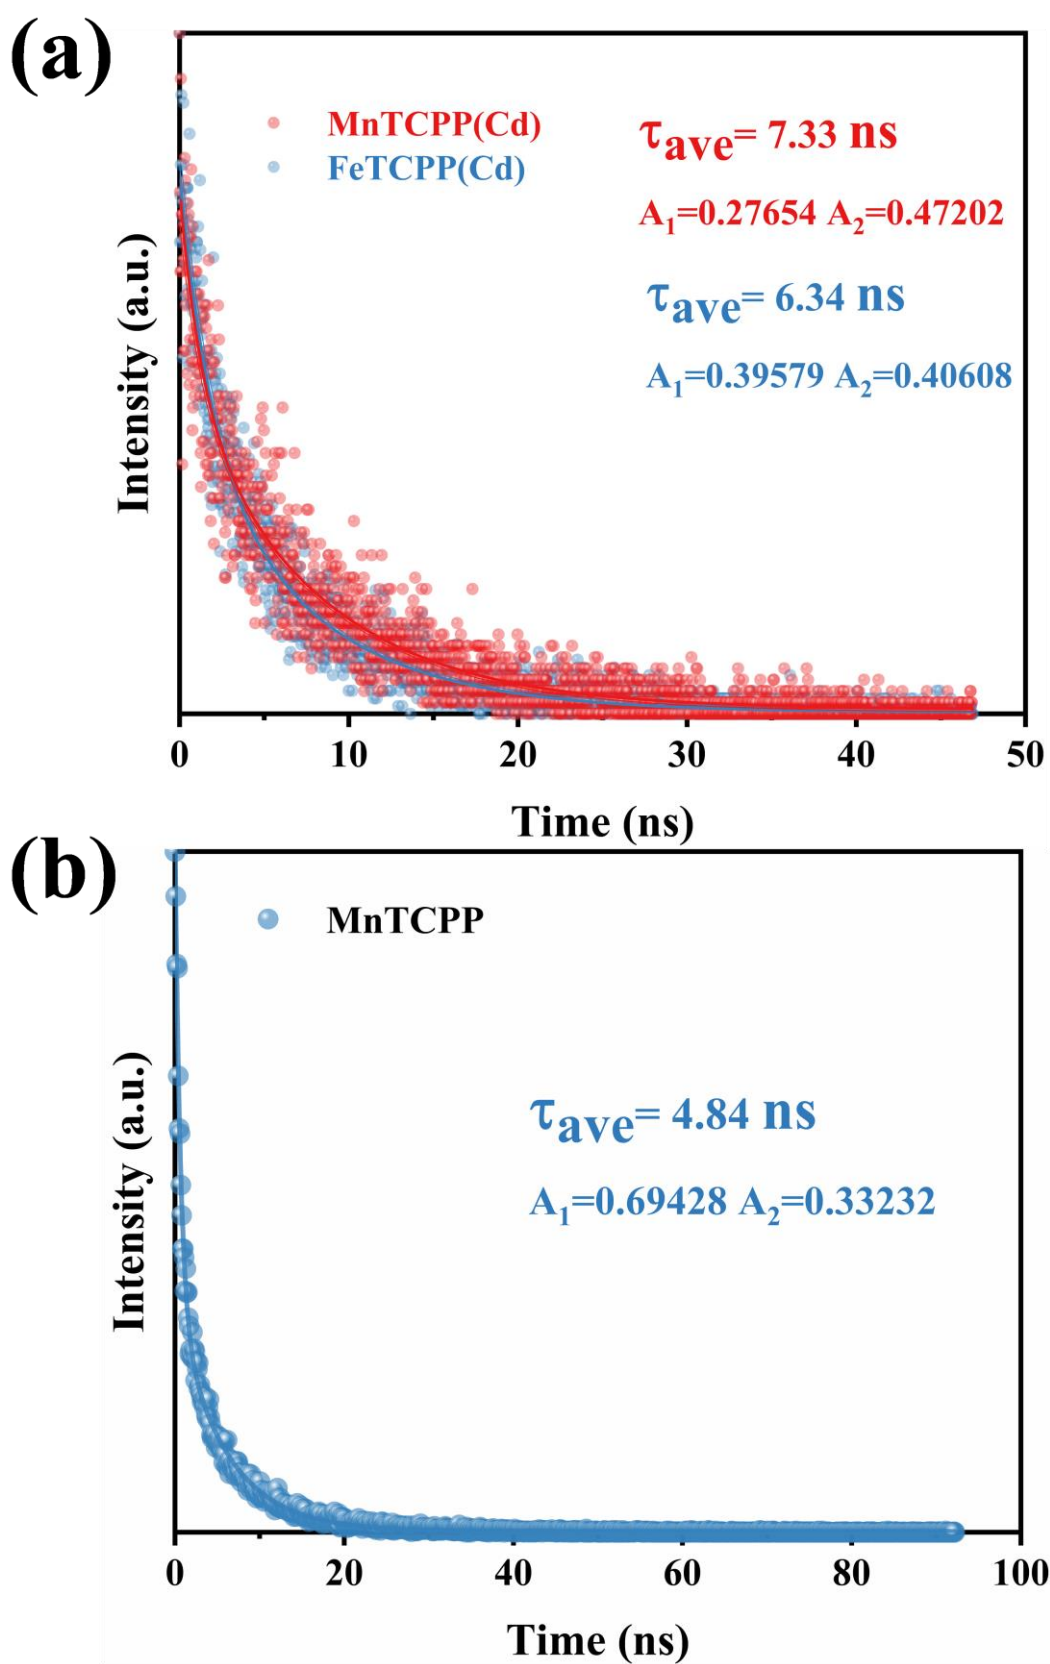 (a)
MnTCPP(Cd)
FeTCPP(Cd)
τave= 7.33 ns
A1=0.27654 A2=0.47202
τave= 6.34 ns
A1=0.39579 A2=0.40608
Intensity (a.u.)
0 10 20 30 40 50
Time (ns)
(b)
MnTCPP
τave= 4.84 ns
A1=0.69428 A2=0.33232
Intensity (a.u.)
0 20 40 60 80 100
Time (ns)